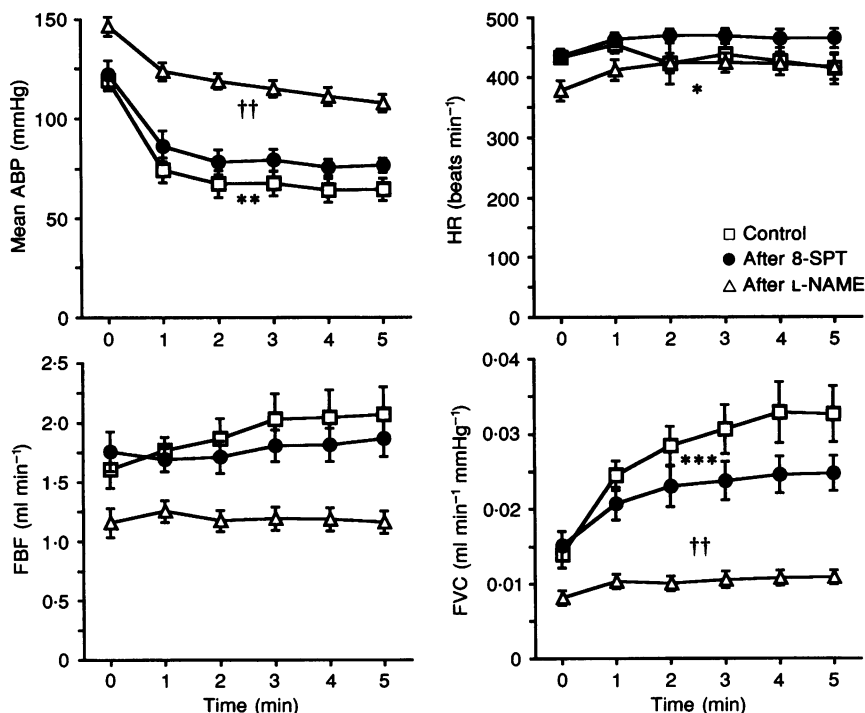 150
100
50
0
Mean ABP (mmHg)
††
**
0 1 2 3 4 5
500
400
300
200
100
0
HR (beats min⁻¹)
*
Control
After 8-SPT
After L-NAME
0 1 2 3 4 5
2·5
2·0
1·5
1·0
0·5
0
FBF (ml min⁻¹)
0 1 2 3 4 5
Time (min)
0·04
0·03
0·02
0·01
0
FVC (ml min⁻¹ mmHg⁻¹)
***
††
0 1 2 3 4 5
Time (min)